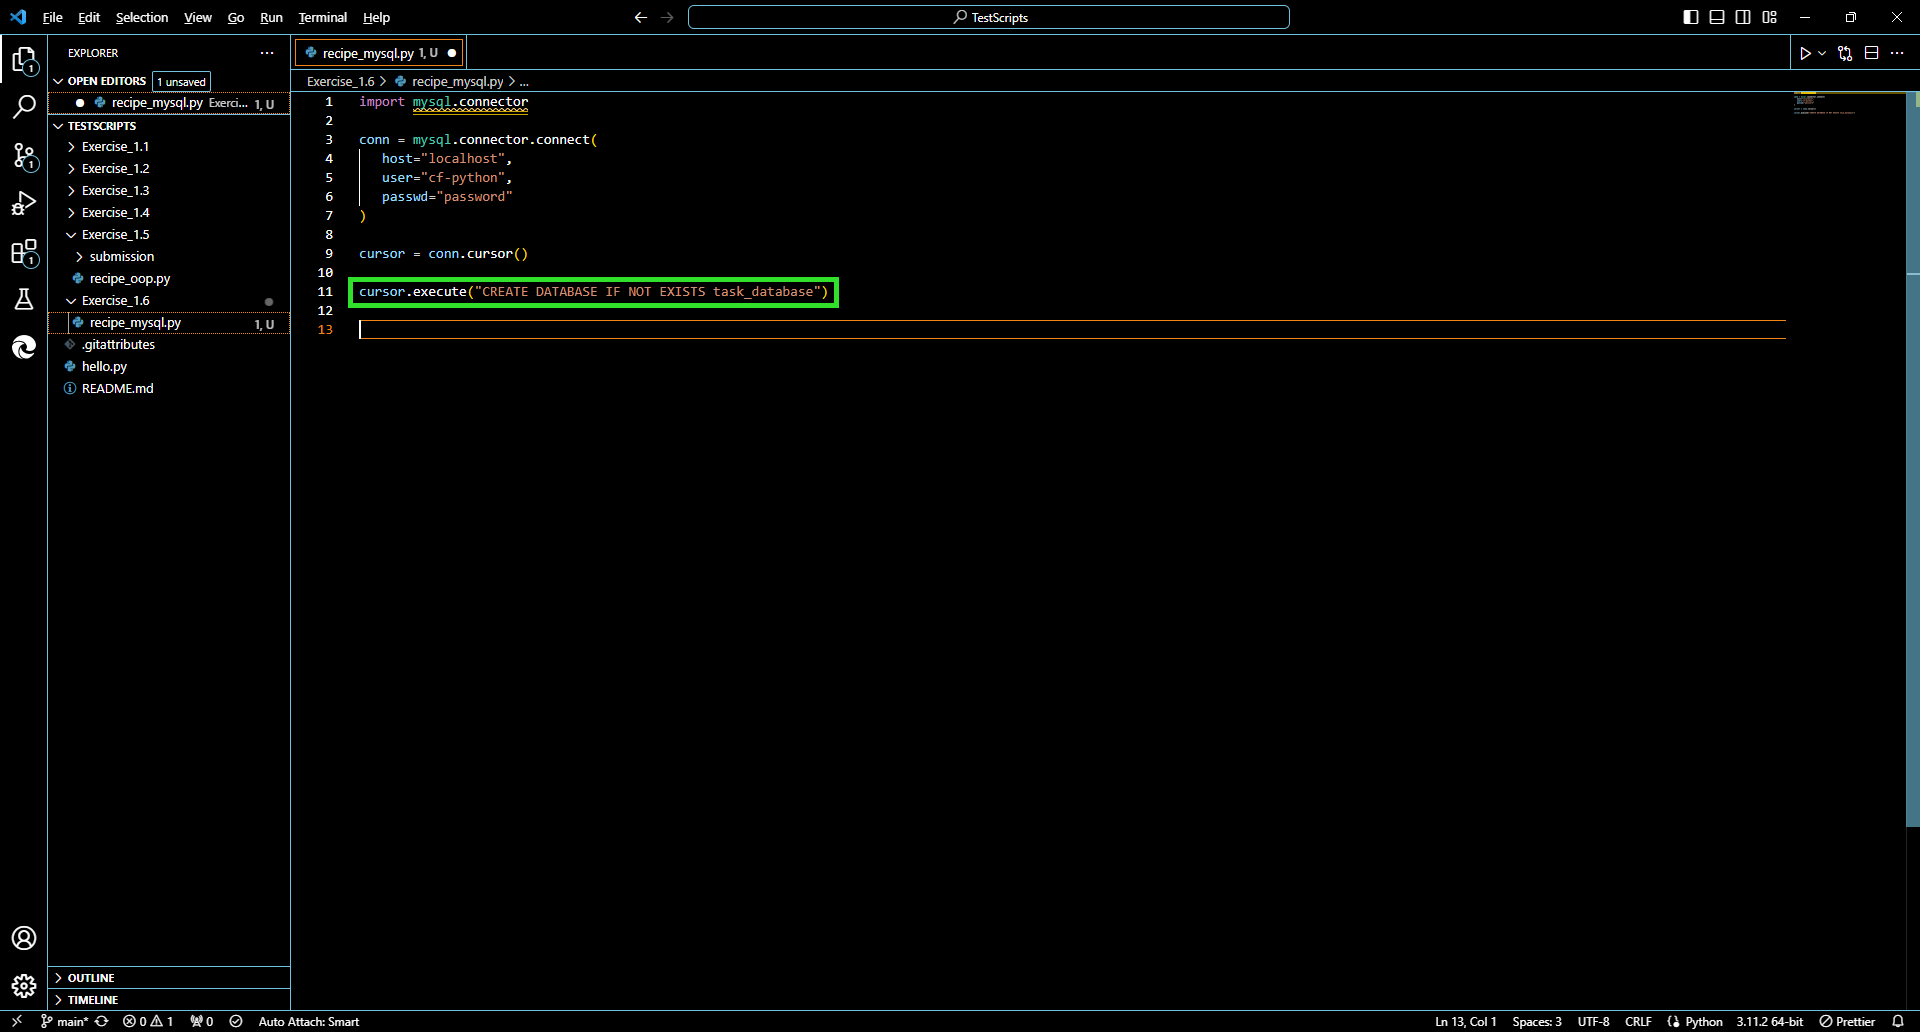 File Edit Selection View Go Run Terminal Help
TestScripts
EXPLORER
OPEN EDITORS 1 unsaved
recipe_mysql.py Exerci... 1, U
TESTSCRIPTS
Exercise_1.1
Exercise_1.2
Exercise_1.3
Exercise_1.4
Exercise_1.5
submission
recipe_oop.py
Exercise_1.6
recipe_mysql.py 1, U
.gitattributes
hello.py
README.md
OUTLINE
TIMELINE
1
1
1
recipe_mysql.py 1, U
Exercise_1.6 > recipe_mysql.py > ...
1 import mysql.connector
2
3 conn = mysql.connector.connect(
4 host="localhost",
5 user="cf-python",
6 passwd="password"
7 )
8
9 cursor = conn.cursor()
10
11 cursor.execute("CREATE DATABASE IF NOT EXISTS task_database")
12
13
main* 0 1 0 Auto Attach: Smart Ln 13, Col 1 Spaces: 3 UTF-8 CRLF Python 3.11.2 64-bit Prettier